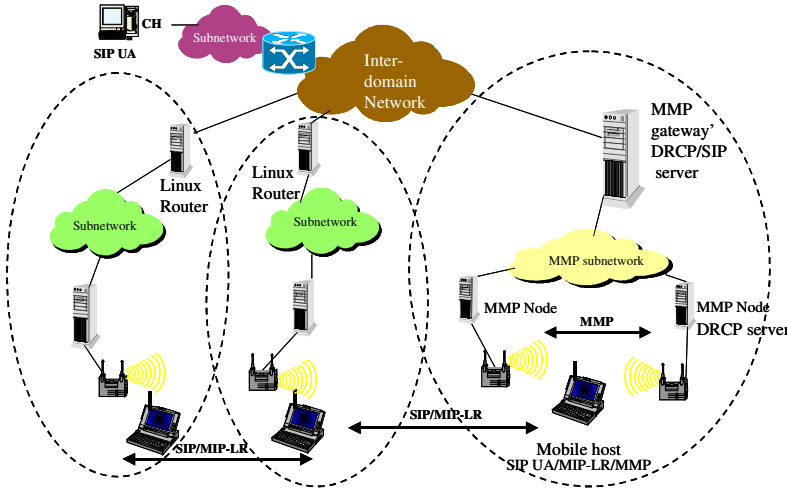 CH
SIP UA
Subnetwork
Inter-
domain
Network
MMP
gateway'
DRCP/SIP
server
Linux
Router
Linux
Router
Subnetwork
Subnetwork
MMP subnetwork
MMP Node
MMP
MMP Node
DRCP server
SIP/MIP-LR
SIP/MIP-LR
Mobile host
SIP UA/MIP-LR/MMP